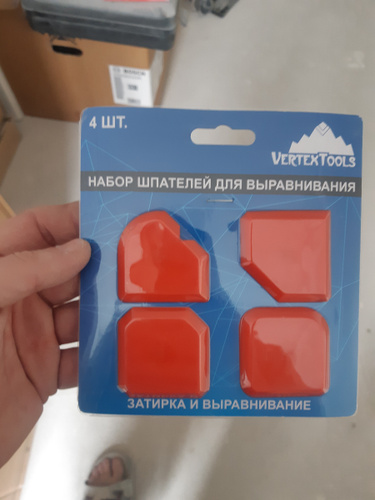 4 ШТ.
VERTEXTOOLS
НАБОР ШПАТЕЛЕЙ ДЛЯ ВЫРАВНИВАНИЯ
ЗАТИРКА И ВЫРАВНИВАНИЕ